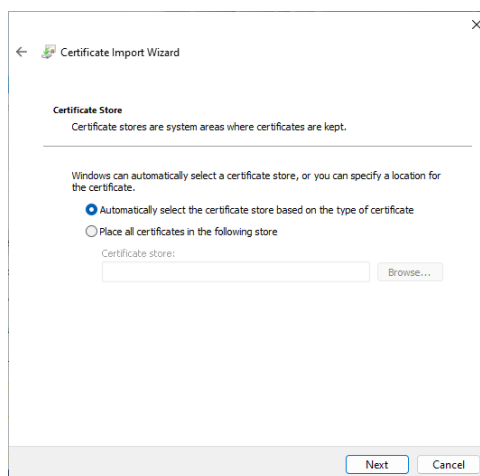 Certificate Import Wizard
Certificate Store
Certificate stores are system areas where certificates are kept.
Windows can automatically select a certificate store, or you can specify a location for
the certificate.
Automatically select the certificate store based on the type of certificate
Place all certificates in the following store
Certificate store:
Browse...
Next
Cancel